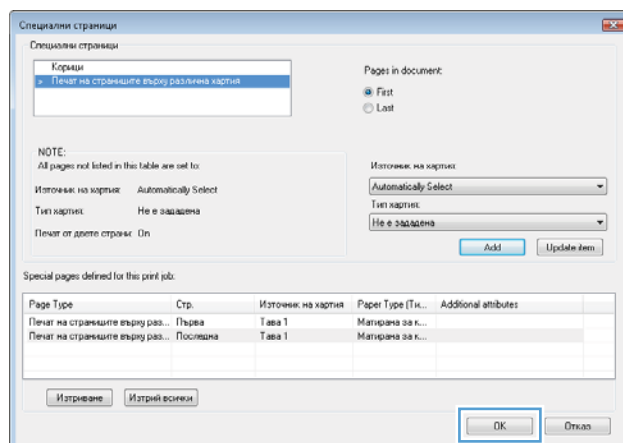 Специални страници
Специални страници
Корици
» Печат на страниците върху различна хартия
Pages in document:
First
Last
NOTE:
All pages not listed in this table are set to:
Източник на хартия: Automatically Select
Тип хартия: Не е зададена
Печат от двете страни: On
Източник на хартия:
Automatically Select
Тип хартия:
Не е зададена
Add Update item
Special pages defined for this print job:
Page Type Стр. Източник на хартия Paper Type (Ти... Additional attributes
Печат на страниците върху раз... Първа Тава 1 Матирана за к...
Печат на страниците върху раз... Последна Тава 1 Матирана за к...
Изтриване Изтрий всички
OK Отказ